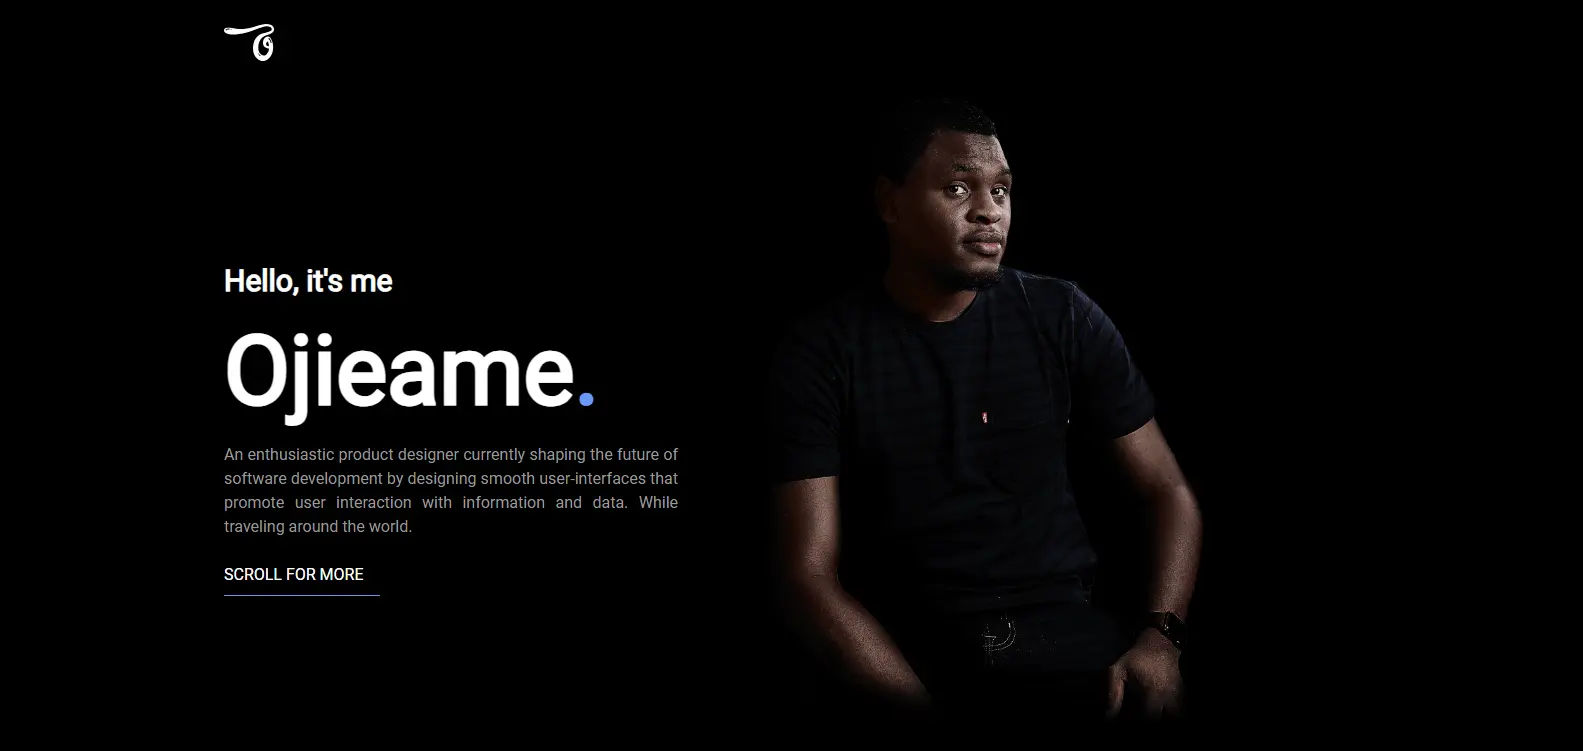 Hello, it's me
Ojieame.
An enthusiastic product designer currently shaping the future of
software development by designing smooth user-interfaces that
promote user interaction with information and data. While
traveling around the world.
SCROLL FOR MORE